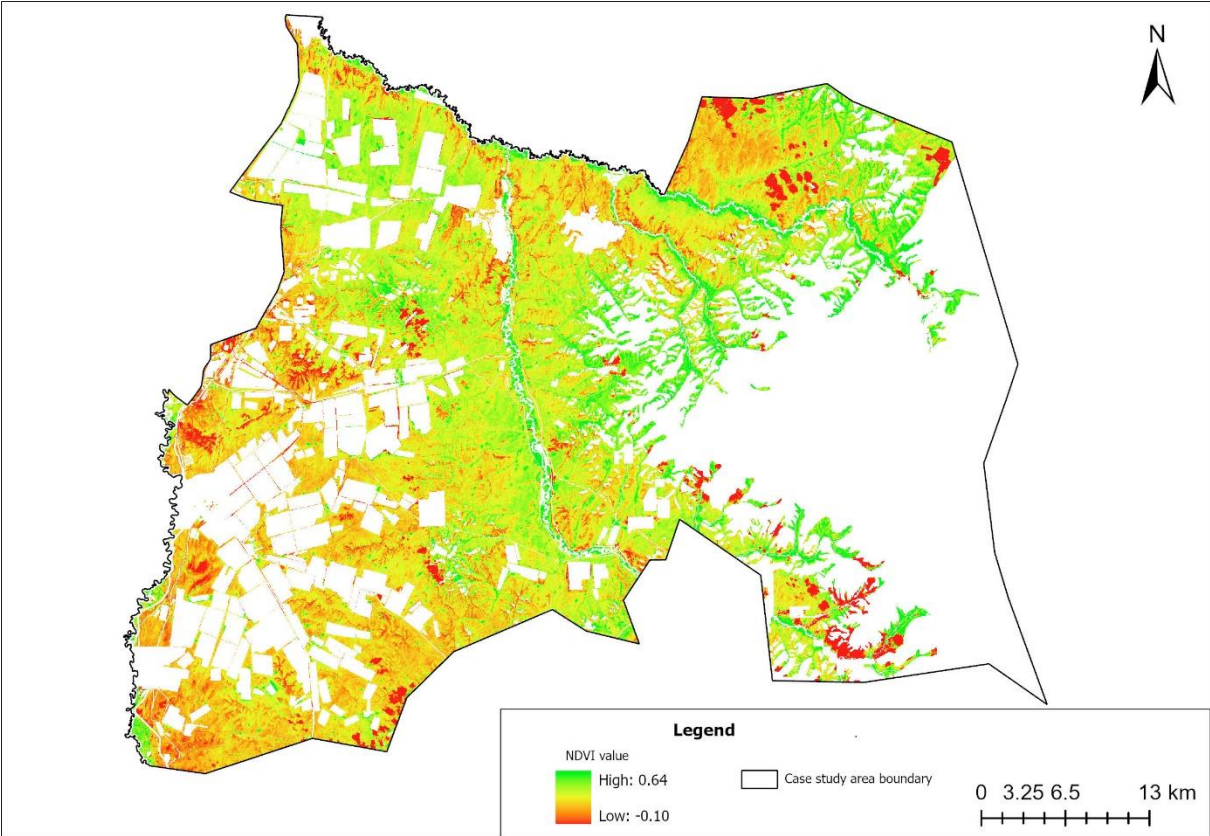 N
Legend
NDVI value
High: 0.64
Low: -0.10
Case study area boundary
0 3.25 6.5 13 km